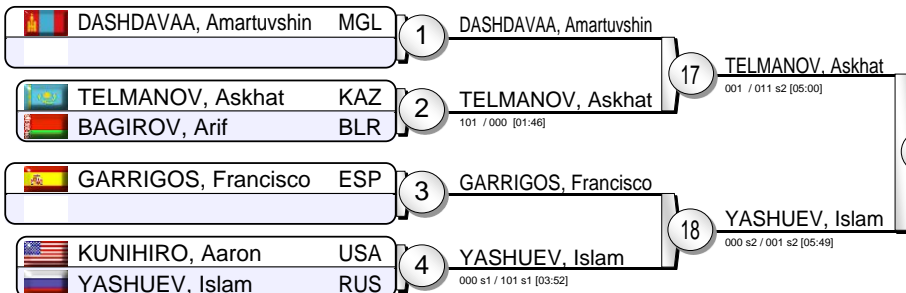 DASHDAVAA, Amartuvshin MGL
1
DASHDAVAA, Amartuvshin
17
TELMANOV, Askhat
001 / 011 s2 [05:00]
TELMANOV, Askhat KAZ
BAGIROV, Arif BLR
2
TELMANOV, Askhat
101 / 000 [01:46]
GARRIGOS, Francisco ESP
3
GARRIGOS, Francisco
18
YASHUEV, Islam
000 s2 / 001 s2 [05:49]
KUNIHIRO, Aaron USA
YASHUEV, Islam RUS
4
YASHUEV, Islam
000 s1 / 101 s1 [03:52]